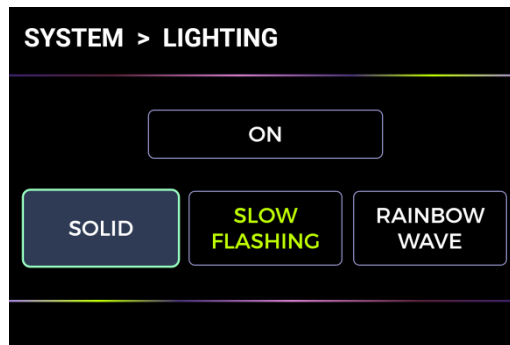 SYSTEM > LIGHTING
ON
SOLID
SLOW
FLASHING
RAINBOW
WAVE